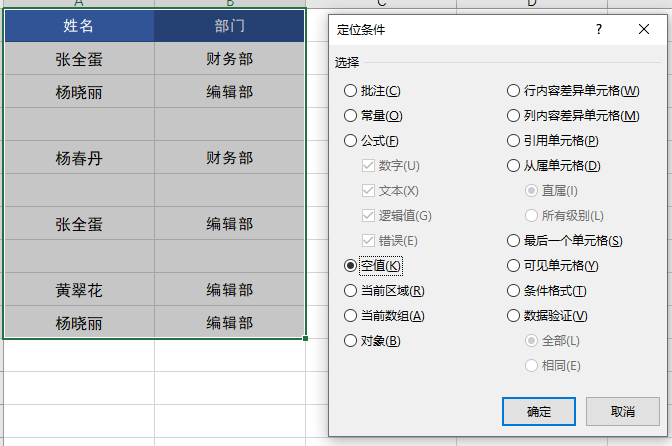 A B C D
姓名 部门
张全蛋 财务部
杨晓丽 编辑部
杨春丹 财务部
张全蛋 编辑部
黄翠花 编辑部
杨晓丽 编辑部
定位条件 ?
选择
批注(C) 行内容差异单元格(W)
常量(O) 列内容差异单元格(M)
公式(F) 引用单元格(P)
数字(U) 从属单元格(D)
文本(X) 直属(I)
逻辑值(G) 所有级别(L)
错误(E) 最后一个单元格(S)
空值(K) 可见单元格(Y)
当前区域(R) 条件格式(T)
当前数组(A) 数据验证(V)
对象(B) 全部(L)
相同(E)
确定 取消